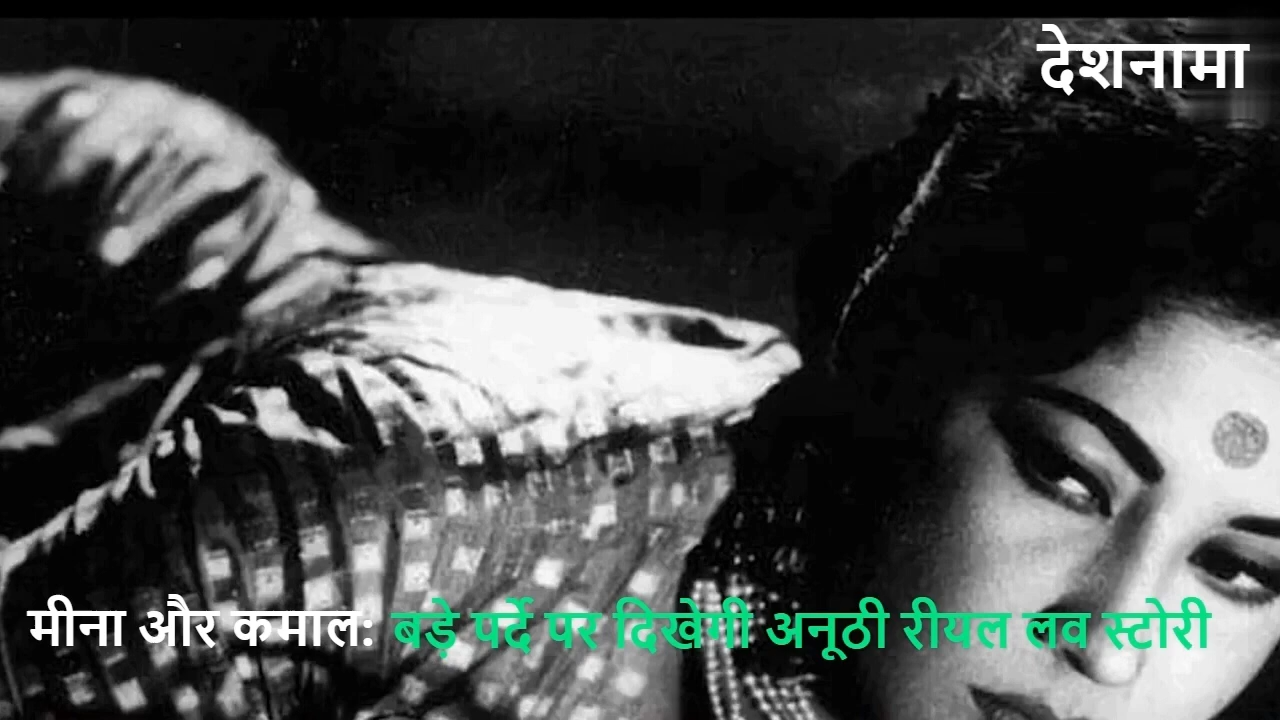 देशनामा
मीना और कमाल: बड़े पर्दे पर दिखेगी अनूठी रीयल लव स्टोरी